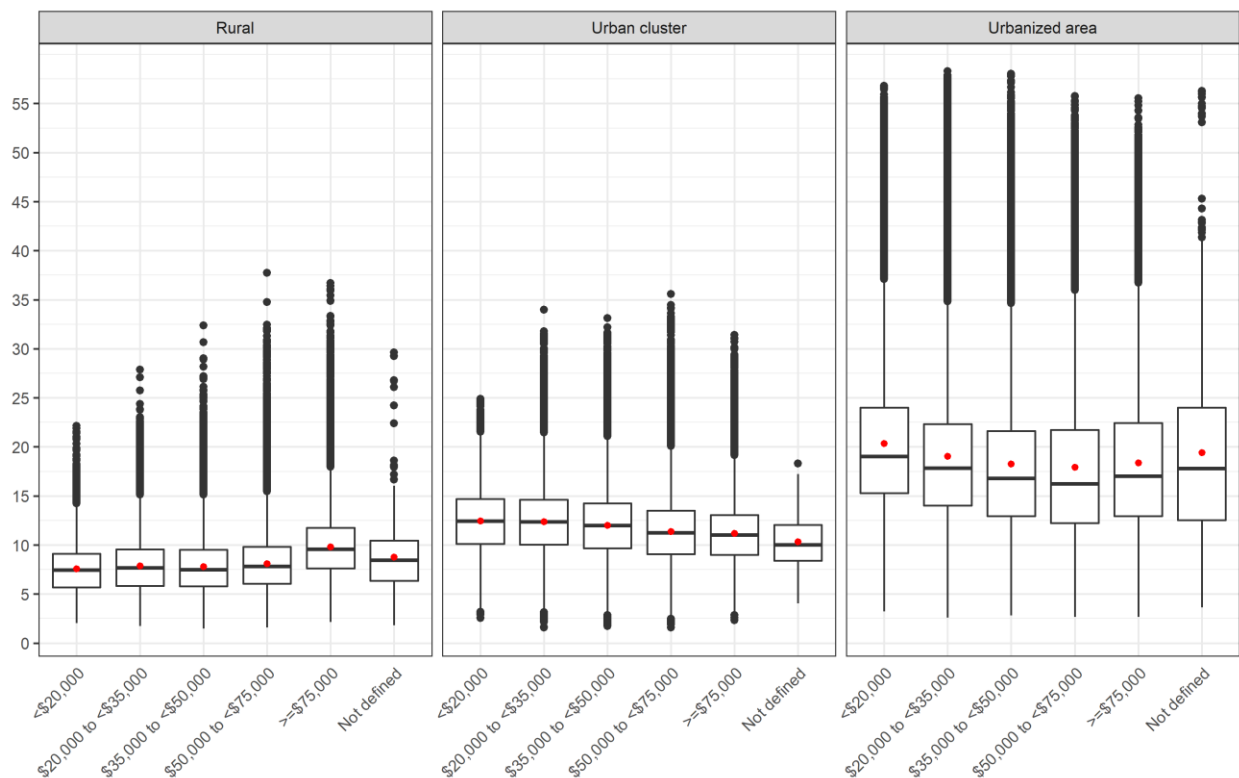 Rural
Urban cluster
Urbanized area
55
50
45
40
35
30
25
20
15
10
5
0
<$20,000
$20,000 to <$35,000
$35,000 to <$50,000
$50,000 to <$75,000
>=$75,000
Not defined
<$20,000
$20,000 to <$35,000
$35,000 to <$50,000
$50,000 to <$75,000
>=$75,000
Not defined
<$20,000
$20,000 to <$35,000
$35,000 to <$50,000
$50,000 to <$75,000
>=$75,000
Not defined